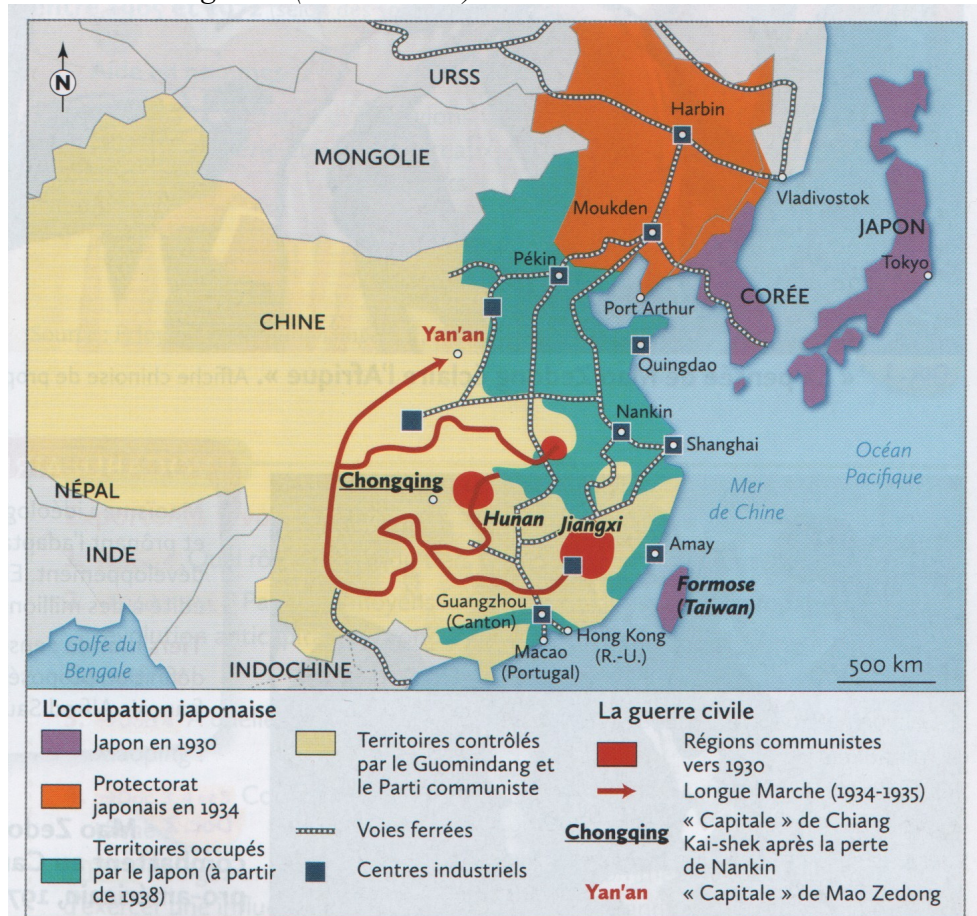 N
URSS
Harbin
MONGOLIE
Vladivostok
Moukden
JAPON
Pékin
Tokyo
CORÉE
Port Arthur
CHINE
Yan'an
Quingdao
Nankin
Shanghai
Océan
Pacifique
Chongqing
NÉPAL
Mer
de Chine
Hunan
Jiangxi
INDE
Amay
Formose
(Taiwan)
Guangzhou
(Canton)
Hong Kong
(R.-U.)
Golfe du
Bengale
Macao
(Portugal)
INDOCHINE
500 km
L'occupation japonaise
Japon en 1930
Protectorat
japonais en 1934
Territoires occupés
par le Japon (à partir
de 1938)
Territoires contrôlés
par le Guomindang et
le Parti communiste
Voies ferrées
Centres industriels
La guerre civile
Régions communistes
vers 1930
Longue Marche (1934-1935)
Chongqing
« Capitale » de Chiang
Kai-shek après la perte
de Nankin
Yan'an
« Capitale » de Mao Zedong